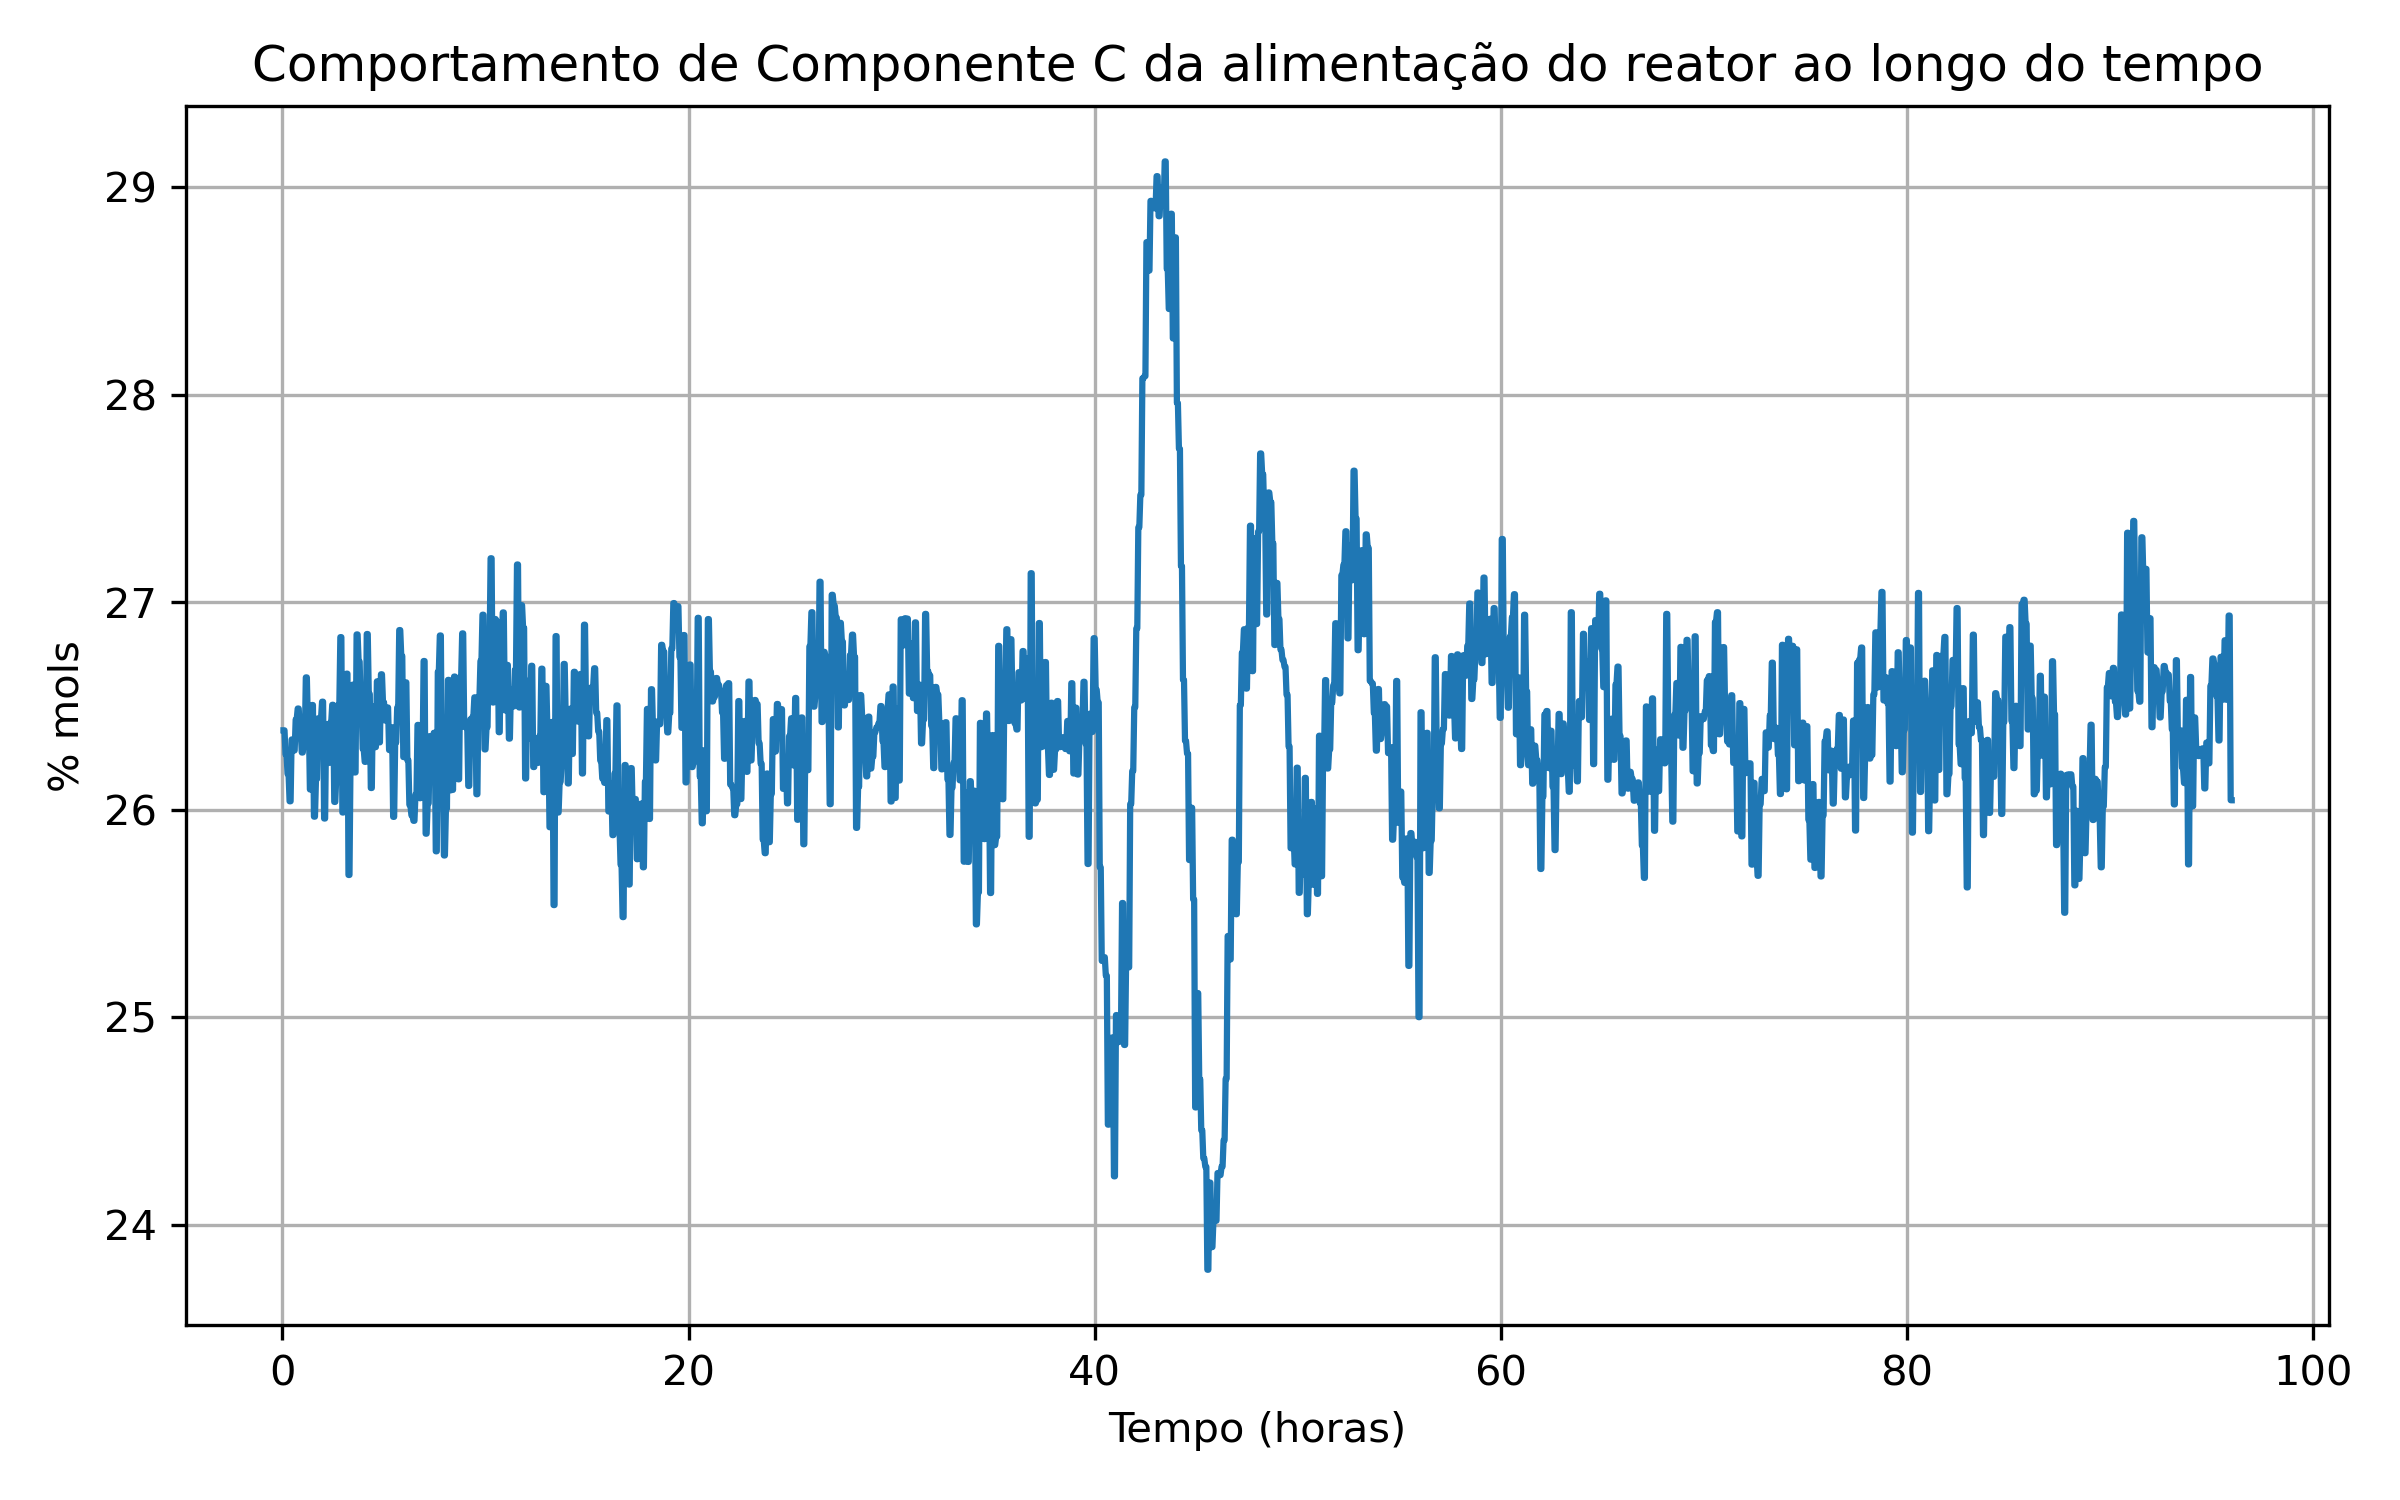 Comportamento de Componente C da alimentação do reator ao longo do tempo
29
28
27
26
25
24
% mols
0 20 40 60 80 100
Tempo (horas)